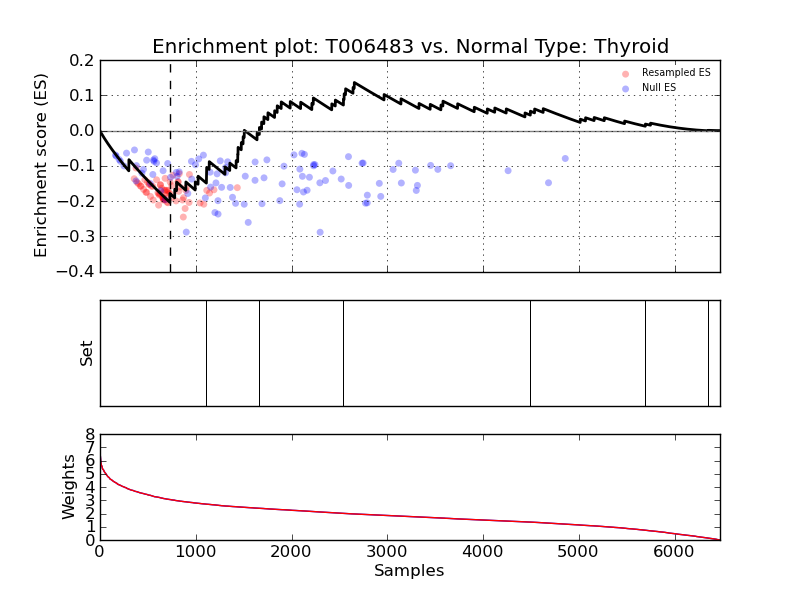 Enrichment plot: T006483 vs. Normal Type: Thyroid
Enrichment score (ES)
0.2
0.1
0.0
−0.1
−0.2
−0.3
−0.4
Resampled ES
Null ES
Set
Weights
8
7
6
5
4
3
2
1
0
0 1000 2000 3000 4000 5000 6000
Samples